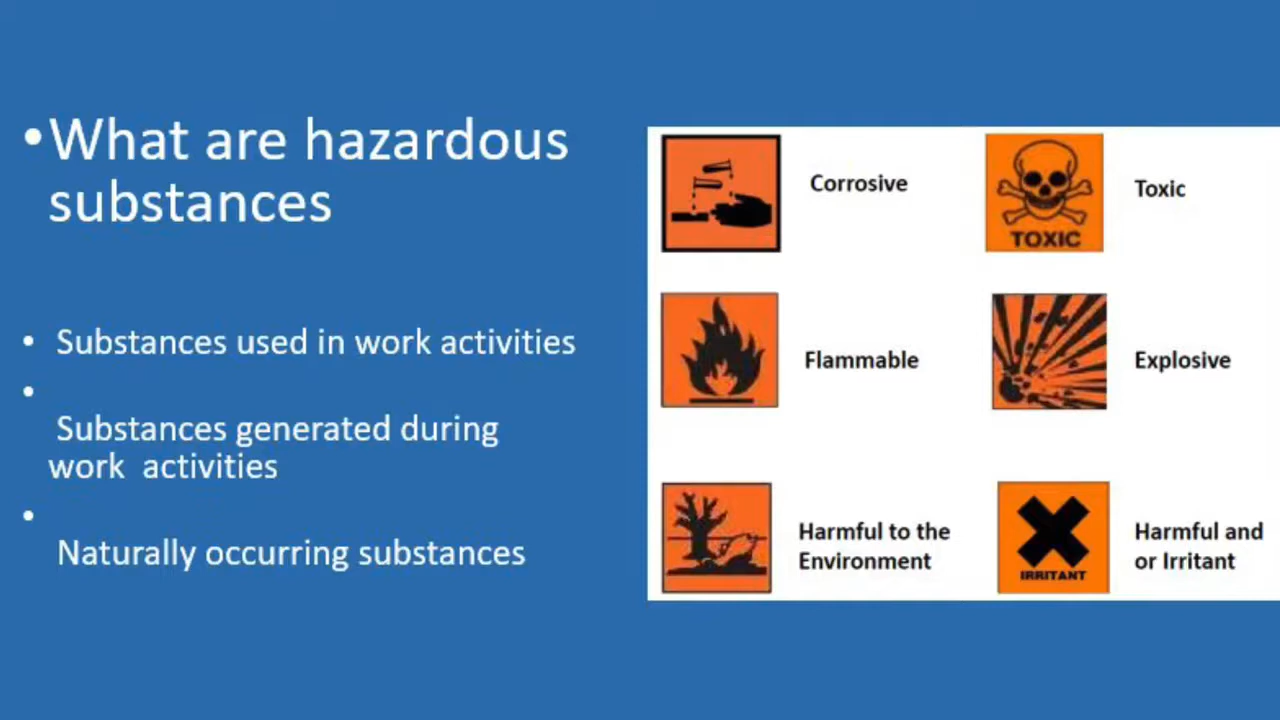 •What are hazardous
substances
• Substances used in work activities
•
Substances generated during
work activities
•
Naturally occurring substances
Corrosive
TOXIC
Toxic
Flammable
Explosive
Harmful to the
Environment
IRRITANT
Harmful and
or Irritant